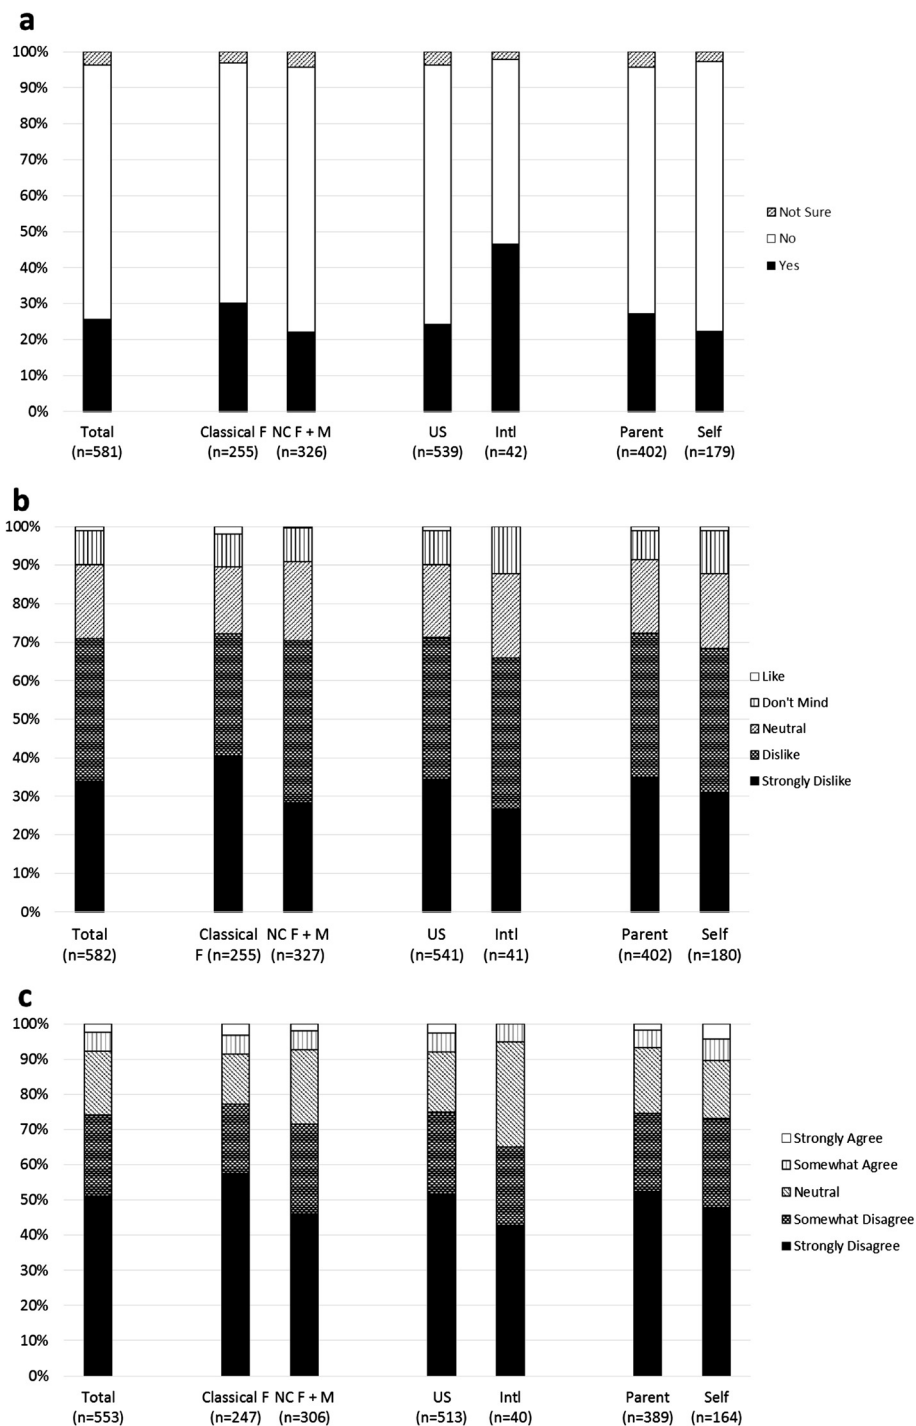 a
100%
90%
80%
70%
60%
50%
40%
30%
20%
10%
0%
Not Sure
No
Yes
Total Classical F NC F + M US Intl Parent Self
(n=581) (n=255) (n=326) (n=539) (n=42) (n=402) (n=179)
b
100%
90%
80%
70%
60%
50%
40%
30%
20%
10%
0%
Like
Don't Mind
Neutral
Dislike
Strongly Dislike
Total Classical NC F + M US Intl Parent Self
(n=582) F (n=255) (n=327) (n=541) (n=41) (n=402) (n=180)
c
100%
90%
80%
70%
60%
50%
40%
30%
20%
10%
0%
Strongly Agree
Somewhat Agree
Neutral
Somewhat Disagree
Strongly Disagree
Total Classical F NC F + M US Intl Parent Self
(n=553) (n=247) (n=306) (n=513) (n=40) (n=389) (n=164)